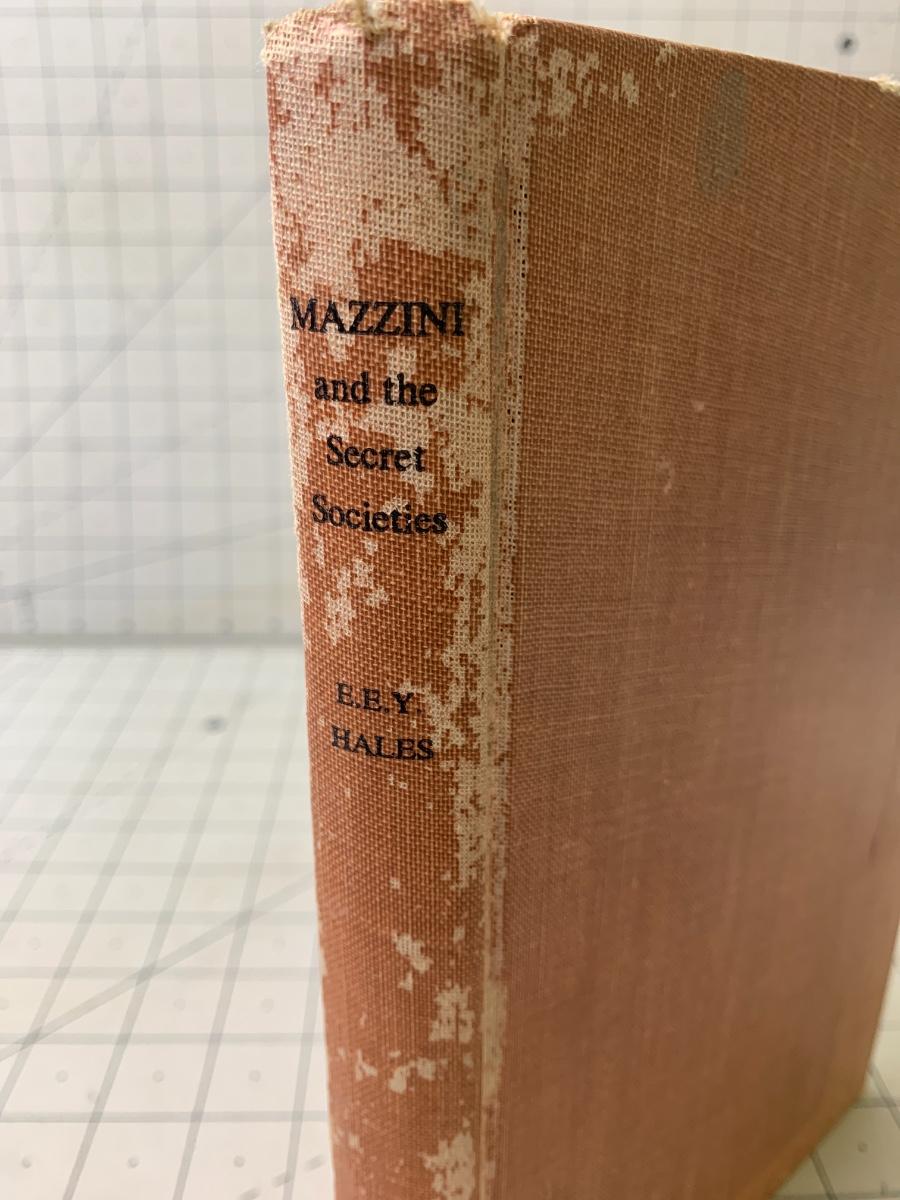 MAZZINI
and the
Secret
Societies
E.E.Y.
HALES